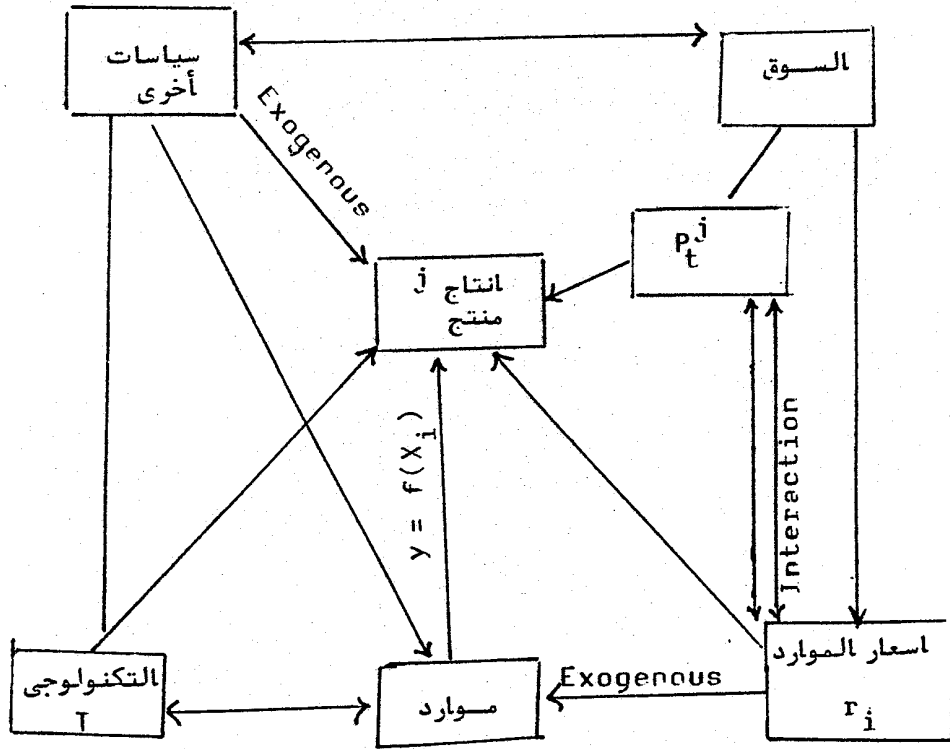 سياسات
أخرى
السوق
Exogenous
P_t^j
انتاج j
منتج
y = f(X_i)
Interaction
التكنولوجى
T
موارد
Exogenous
اسعار الموارد
r_i